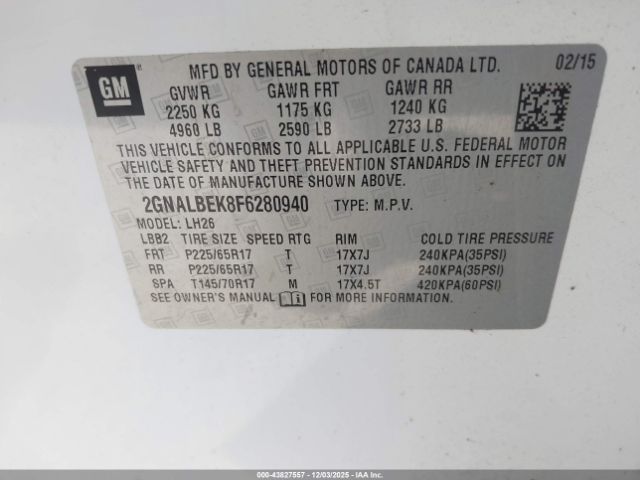 GM
MFD BY GENERAL MOTORS OF CANADA LTD. 02/15
GVWR GAWR FRT GAWR RR
2250 KG 1175 KG 1240 KG
4960 LB 2590 LB 2733 LB
THIS VEHICLE CONFORMS TO ALL APPLICABLE U.S. FEDERAL MOTOR
VEHICLE SAFETY AND THEFT PREVENTION STANDARDS IN EFFECT ON
THE DATE OF MANUFACTURE SHOWN ABOVE.
2GNALBEK8F6280940 TYPE: M.P.V.
MODEL: LH26
LBB2 TIRE SIZE SPEED RTG RIM COLD TIRE PRESSURE
FRT P225/65R17 T 17X7J 240KPA(35PSI)
RR P225/65R17 T 17X7J 240KPA(35PSI)
SPA T145/70R17 M 17X4.5T 420KPA(60PSI)
SEE OWNER'S MANUAL FOR MORE INFORMATION.
000-43827557 - 12/03/2025 - IAAI.com